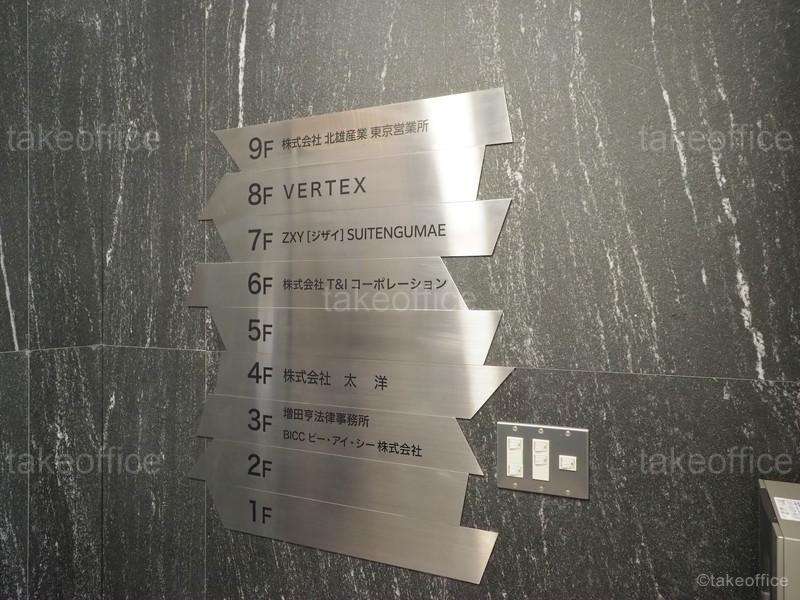 takeoffice
takeoffice
takeoffice
9F 株式会社 北雄産業 東京営業所
8F VERTEX
7F ZXY [ジザイ] SUITENGUMAE
6F 株式会社 T&I コーポレーション
takeoffice
5F
4F 株式会社 太 洋
3F 増田亨法律事務所
BICC ビー・アイ・シー 株式会社
takeoffice
takeoffice
takeoffice
2F
1F
©takeoffice